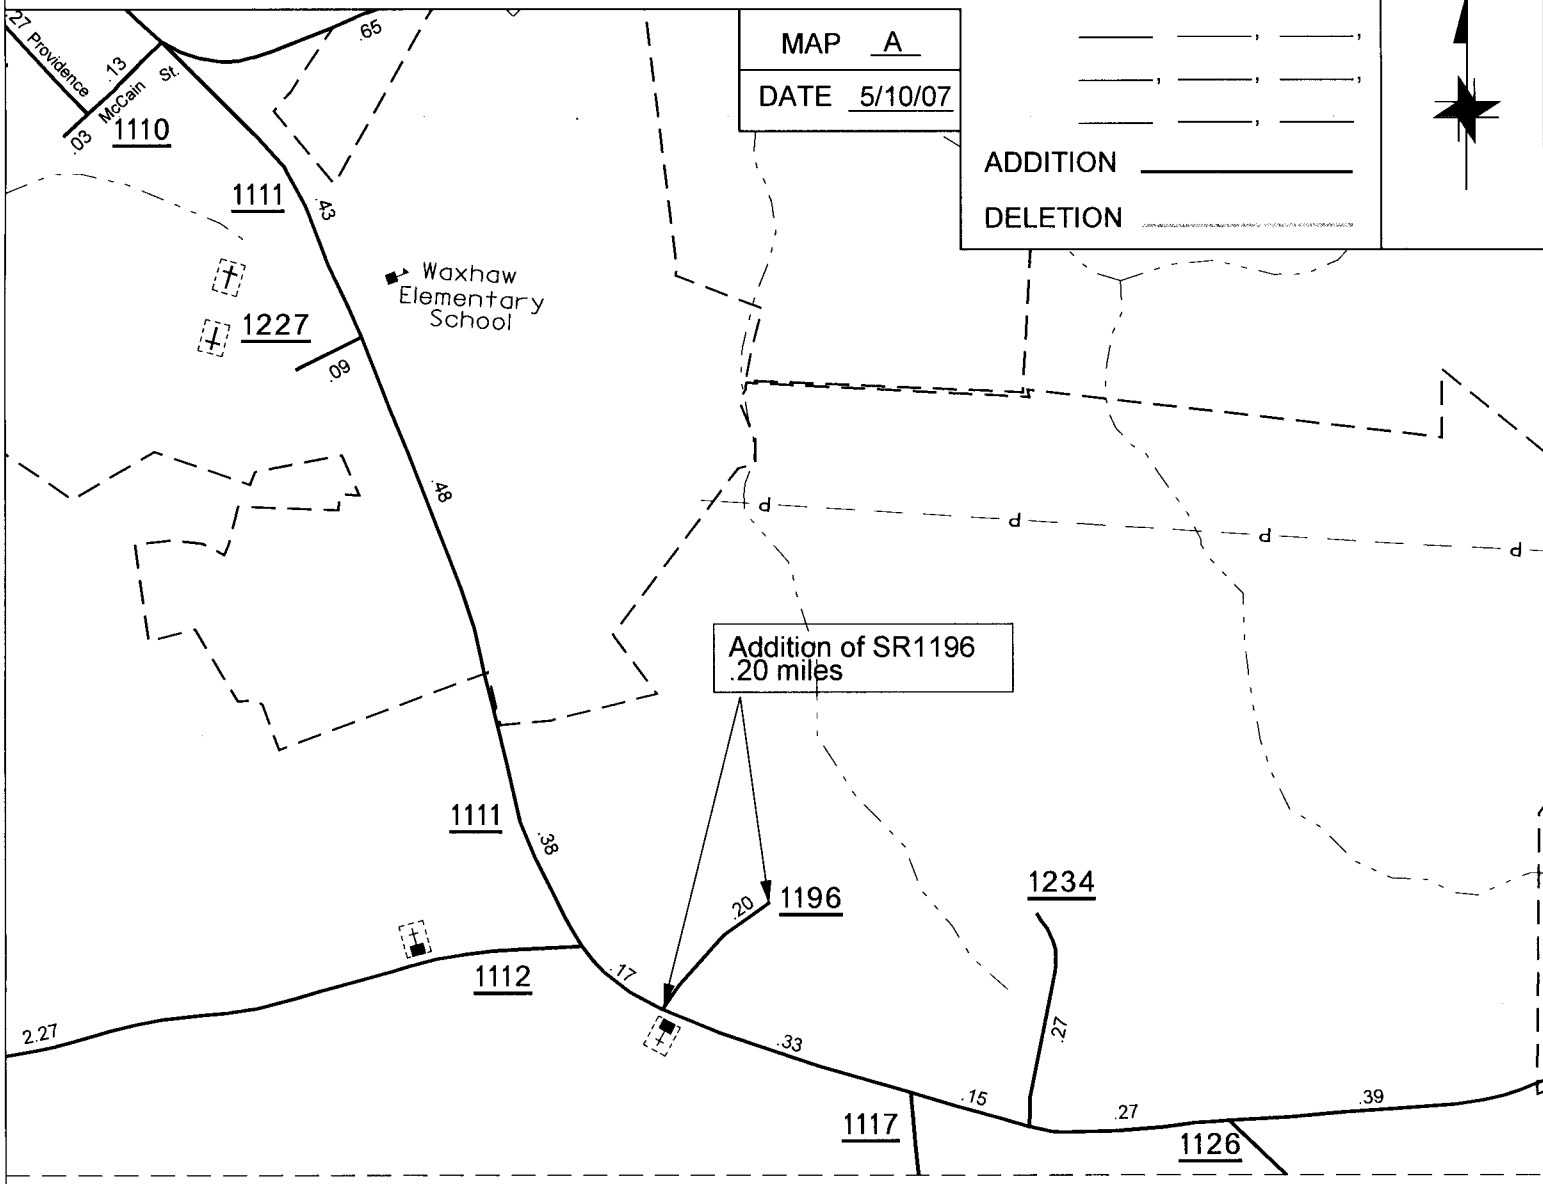 .27 Providence
.13
McCain St.
.03
1110
.65
MAP A
DATE 5/10/07
ADDITION
DELETION
1111
.43
Waxhaw
Elementary
School
1227
.09
.48
P P P P
Addition of SR1196
.20 miles
1111
.38
1196
.20
1234
1112
.17
2.27
.33
.27
.15
.27
.39
1117
1126